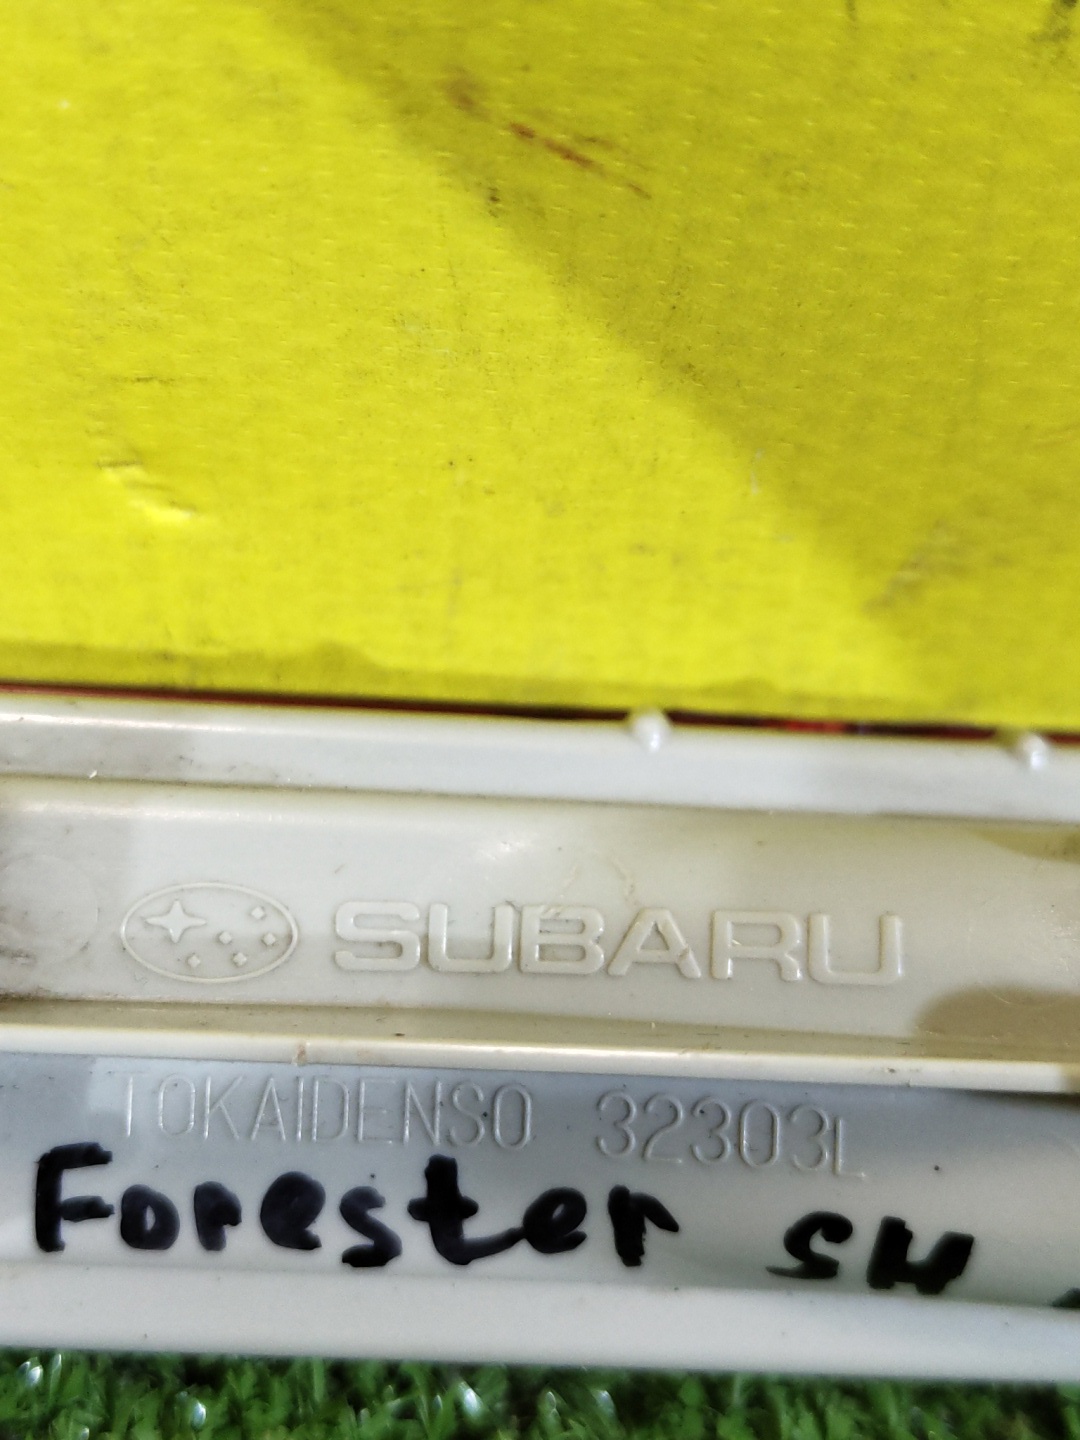 SUBARU
TOKAIDENSO 32303L
Forester SH